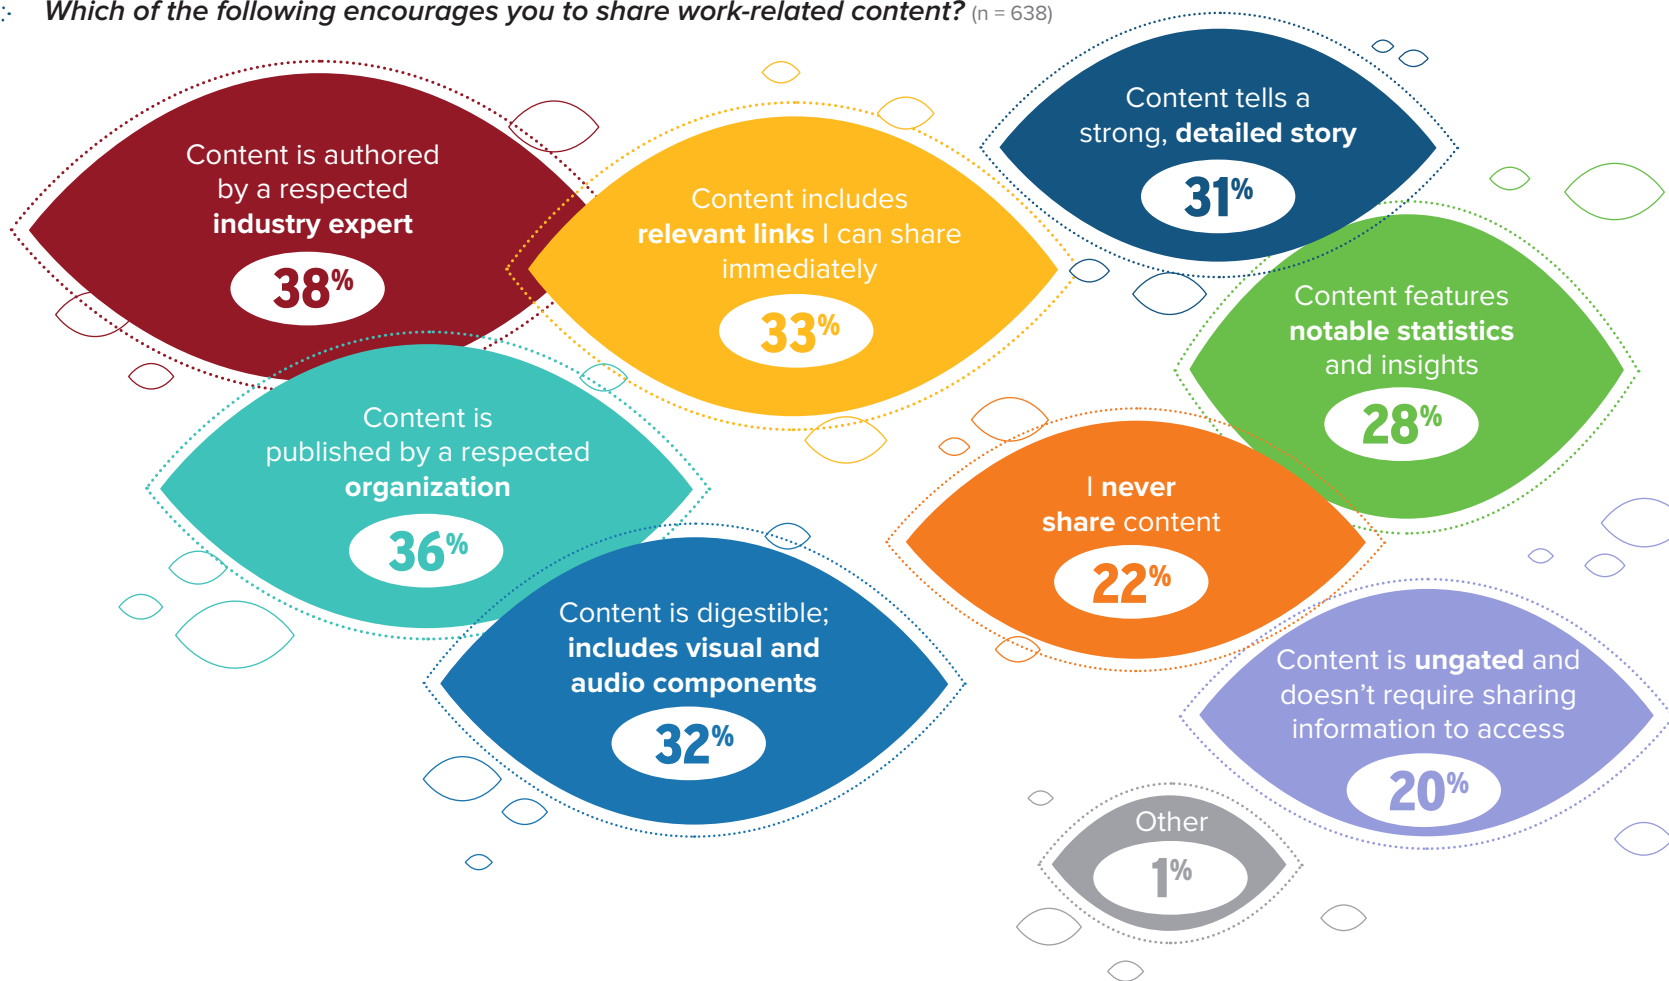 Which of the following encourages you to share work-related content? (n = 638)
Content is authored
by a respected
industry expert
38%
Content includes
relevant links I can share
immediately
33%
Content tells a
strong, detailed story
31%
Content features
notable statistics
and insights
28%
Content is
published by a respected
organization
36%
I never
share content
22%
Content is digestible;
includes visual and
audio components
32%
Content is ungated and
doesn’t require sharing
information to access
20%
Other
1%